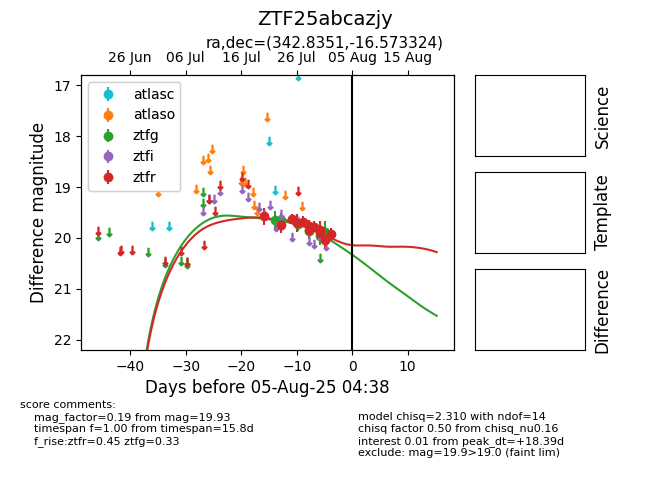 ZTF25abcazjy
ra,dec=(342.8351,-16.573324)
26 Jun 06 Jul 16 Jul 26 Jul 05 Aug 15 Aug
17
18
19
20
21
22
Difference magnitude
atlasc
atlaso
ztfg
ztfi
ztfr
−40 −30 −20 −10 0 10
Days before 05-Aug-25 04:38
Science
Template
Difference
score comments:
mag_factor=0.19 from mag=19.93
timespan f=1.00 from timespan=15.8d
f_rise:ztfr=0.45 ztfg=0.33
model chisq=2.310 with ndof=14
chisq factor 0.50 from chisq_nu0.16
interest 0.01 from peak_dt=+18.39d
exclude: mag=19.9>19.0 (faint lim)